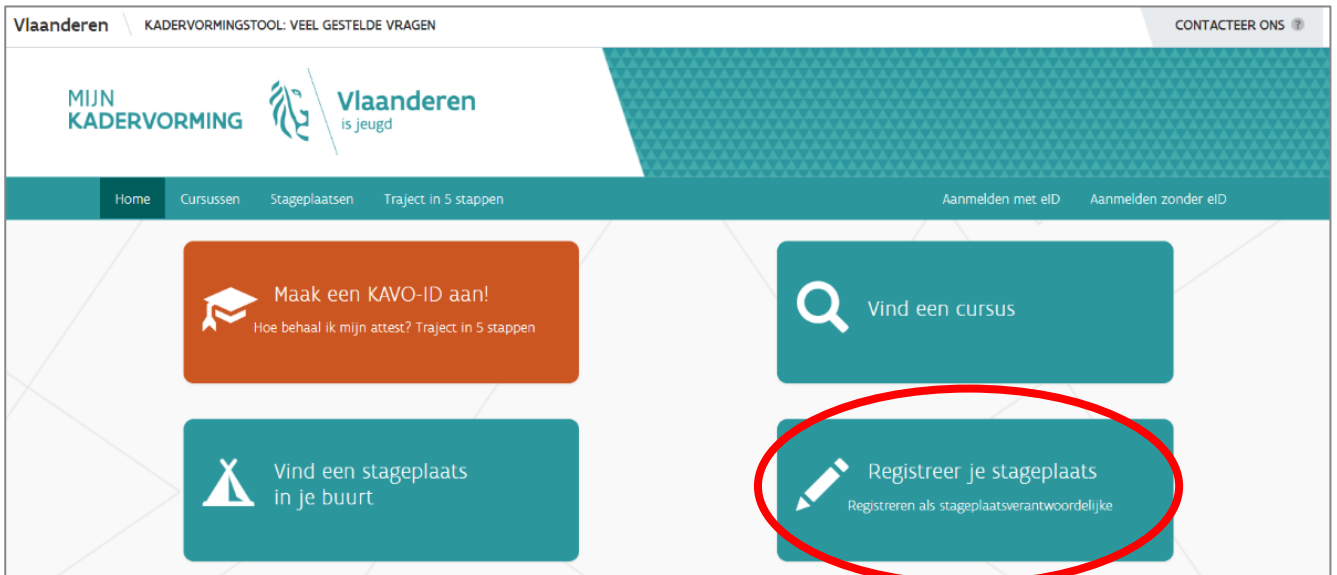 Vlaanderen KADERVORMINGSTOOL: VEEL GESTELDE VRAGEN CONTACTEER ONS ?
MIJN
KADERVORMING
Vlaanderen
is jeugd
Home Cursussen Stageplaatsen Traject in 5 stappen Aanmelden met eID Aanmelden zonder eID
Maak een KAVO-ID aan!
Hoe behaal ik mijn attest? Traject in 5 stappen
Vind een cursus
Vind een stageplaats
in je buurt
Registreer je stageplaats
Registreren als stageplaatsverantwoordelijke